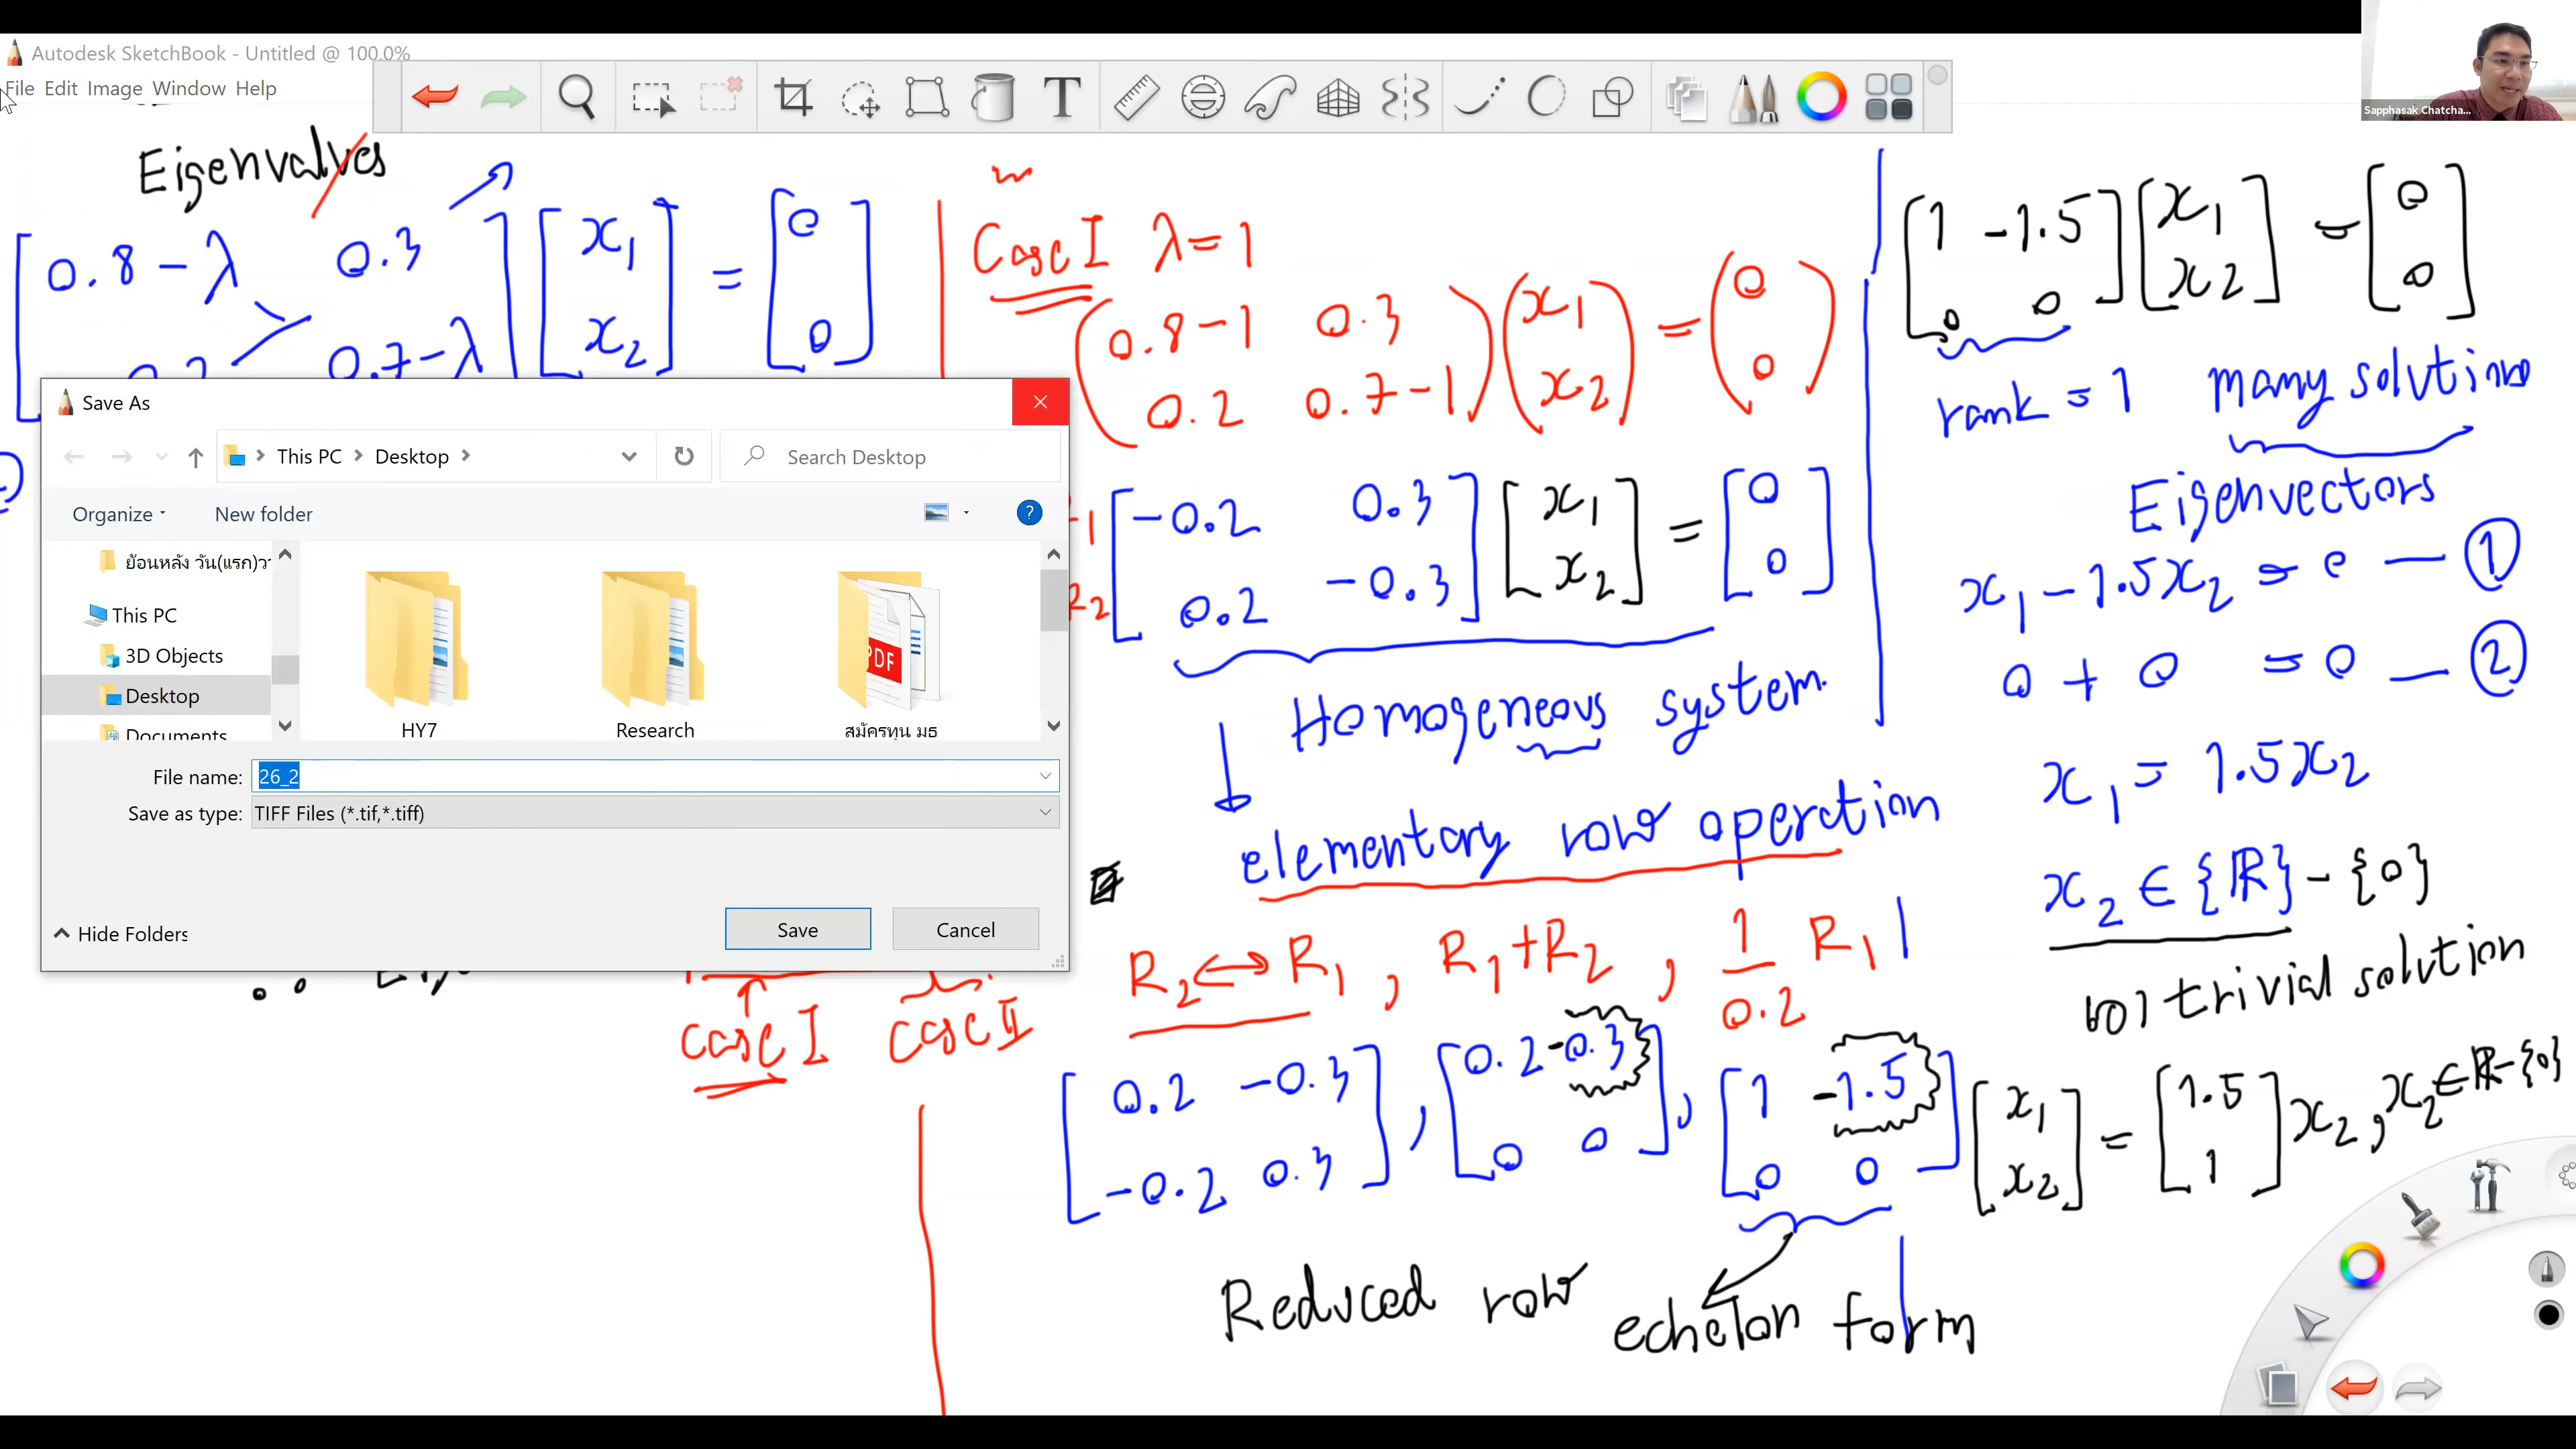 Autodesk SketchBook - Untitled @ 100.0%
File Edit Image Window Help
T
Sapphasak Chatcha...
Eigenvalues
[0.8 − λ 0.3] [x1] = [0]
[0.7 − λ] [x2] [0]
Save As
This PC > Desktop >
Search Desktop
Organize
New folder
?
ย้อนหลัง วัน(แรก)วา
This PC
3D Objects
Desktop
Documents
HY7
Research
PDF
สมัครทุน มธ
File name: 26_2
Save as type: TIFF Files (*.tif,*.tiff)
Hide Folders
Save
Cancel
case I case II
Case I λ = 1
(0.8 − 1 0.3) (x1) = (0)
(0.2 0.7 − 1) (x2) (0)
[−0.2 0.3] [x1] = [0]
R2 [0.2 −0.3] [x2] [0]
Homogeneous system.
elementary row operation
R2 ↔ R1 , R1 + R2 , 1/0.2 R1
[0.2 −0.3] , [0.2 −0.3] , [1 −1.5]
[−0.2 0.3] [0 0] [0 0]
Reduced row echelon form
[1 −1.5] [x1] = [0]
[0 0] [x2] [0]
rank = 1 many solutions
Eigenvectors
x1 − 1.5x2 = 0 — ①
0 + 0 = 0 — ②
x1 = 1.5x2
x2 ∈ {ℝ} − {0}
trivial solution
[x1] = [1.5] x2 , x2 ∈ ℝ − {0}
[x2] [1]